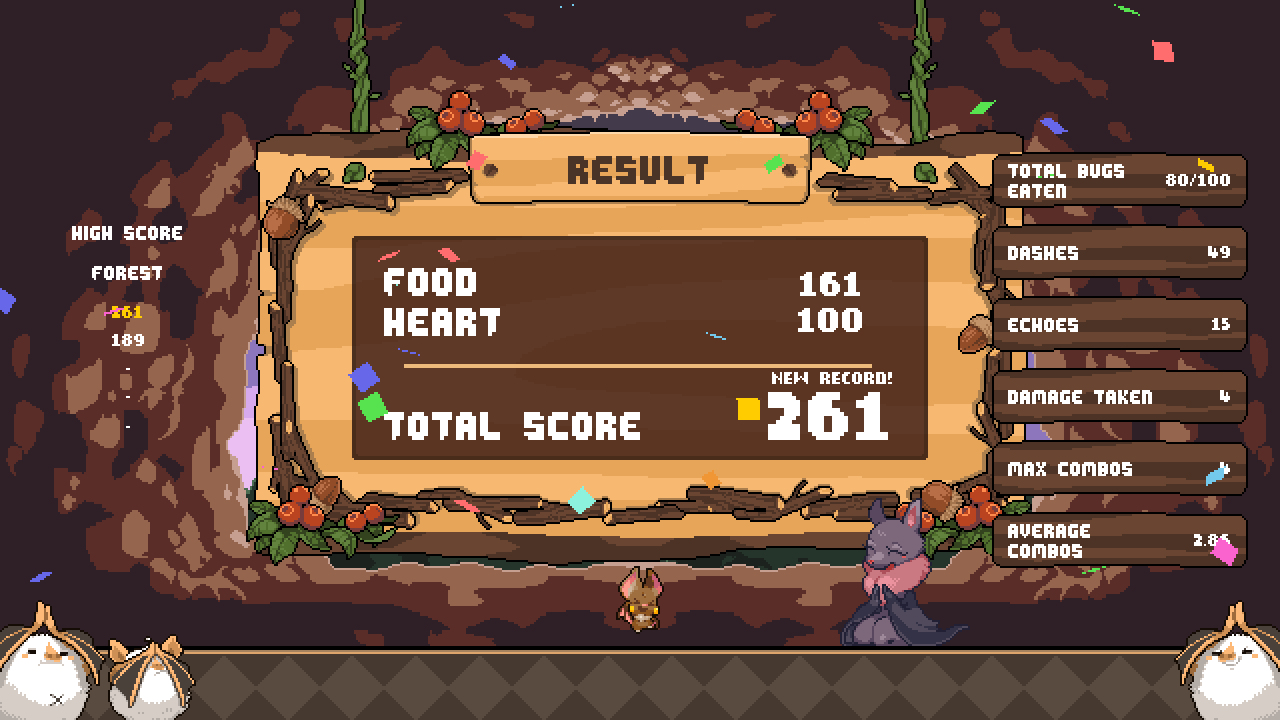 RESULT
HIGH SCORE
FOREST
261
189
-
-
-
FOOD 161
HEART 100
NEW RECORD!
TOTAL SCORE 261
TOTAL BUGS
EATEN 80/100
DASHES 49
ECHOES 15
DAMAGE TAKEN 4
MAX COMBOS
AVERAGE
COMBOS